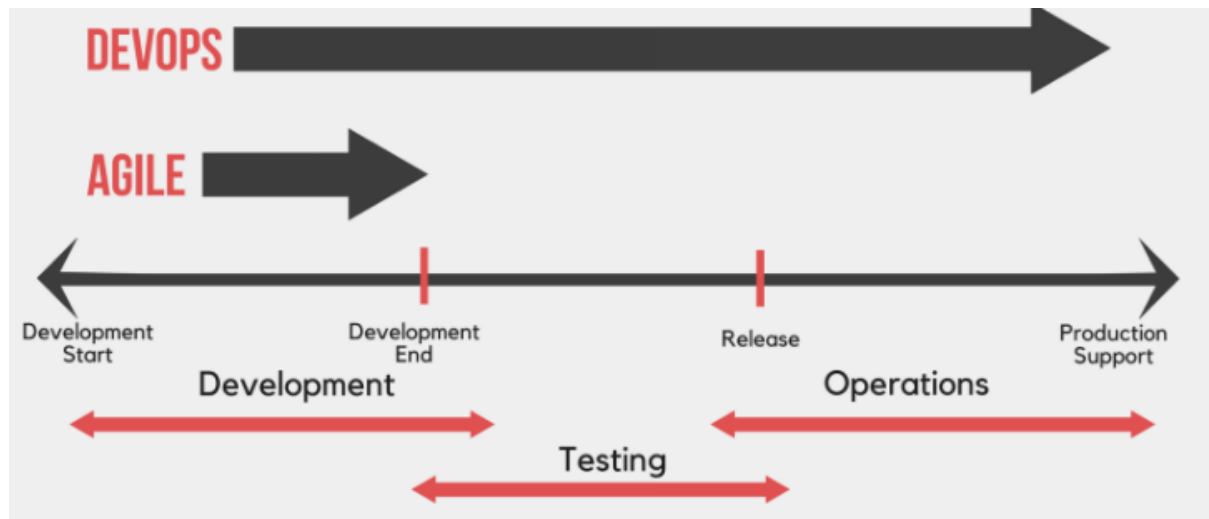 DEVOPS
AGILE
Development
Start
Development
End
Release
Production
Support
Development
Operations
Testing